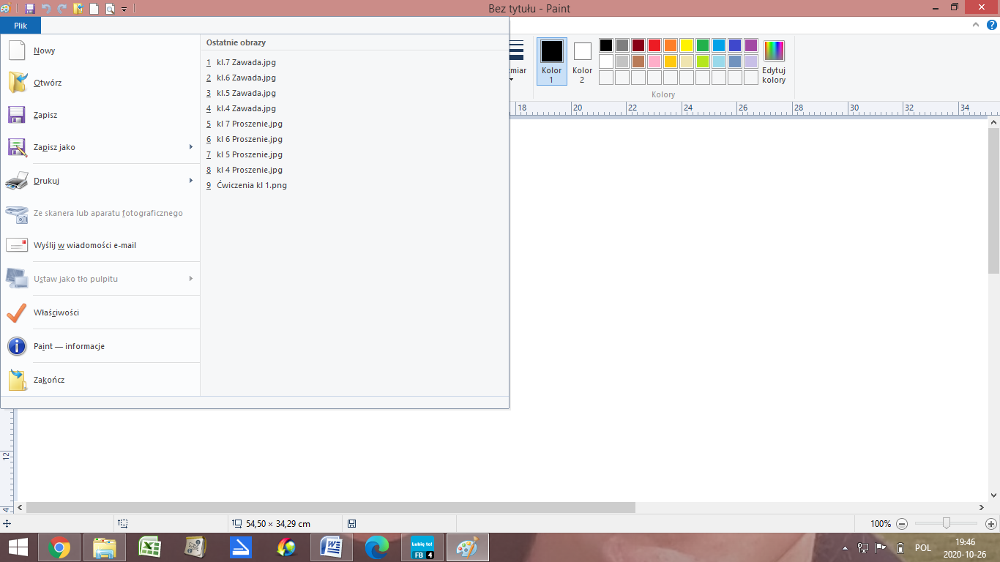 Bez tytułu - Paint
Plik
Nowy
Otwórz
Zapisz
Zapisz jako
Drukuj
Ze skanera lub aparatu fotograficznego
Wyślij w wiadomości e-mail
Ustaw jako tło pulpitu
Właściwości
Paint — informacje
Zakończ
Ostatnie obrazy
1 kl.7 Zawada.jpg
2 kl.6 Zawada.jpg
3 kl.5 Zawada.jpg
4 kl.4 Zawada.jpg
5 kl 7 Proszenie.jpg
6 kl 6 Proszenie.jpg
7 kl 5 Proszenie.jpg
8 kl 4 Proszenie.jpg
9 Ćwiczenia kl 1.png
miar
Kolor
1
Kolor
2
Edytuj
kolory
Kolory
18 20 22 24 26 28 30 32 34
12
54,50 × 34,29 cm
100%
Lubię to!
FB 4
POL
19:46
2020-10-26